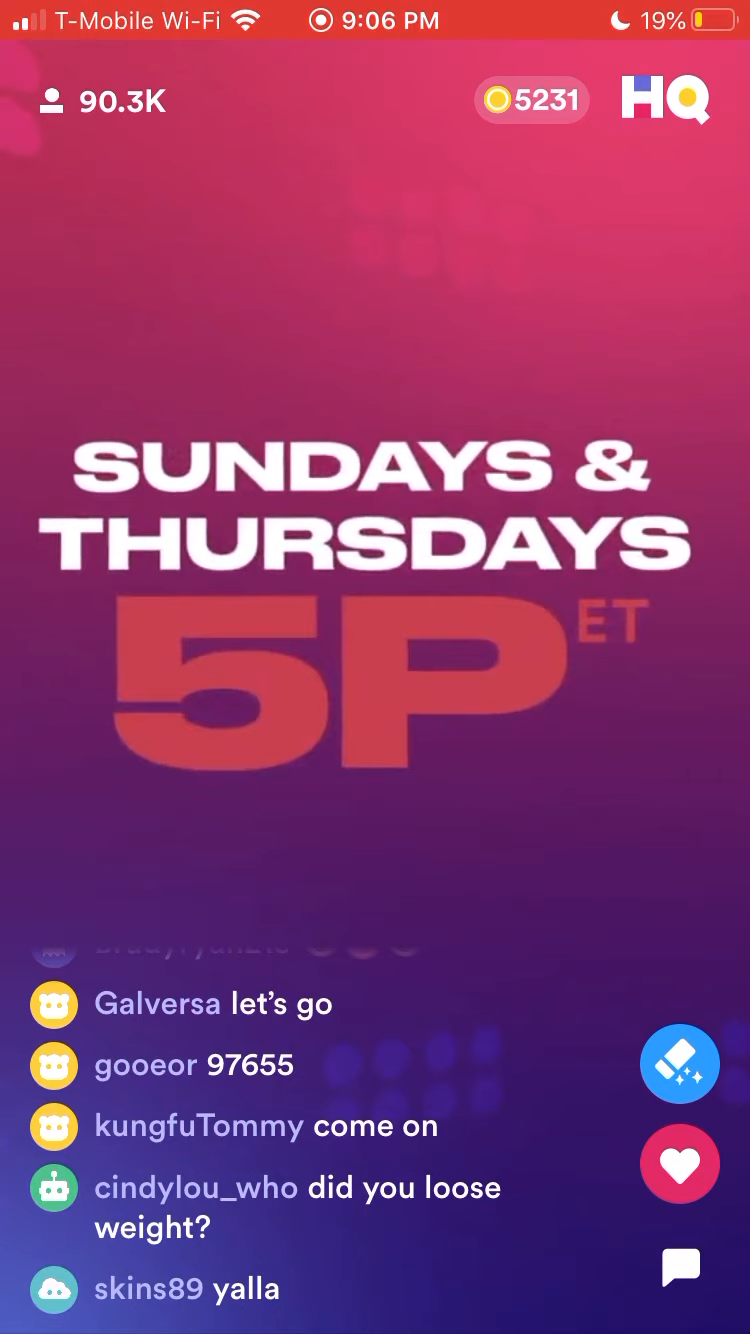 T-Mobile Wi-Fi 9:06 PM 19%
90.3K 5231 HQ
SUNDAYS &
THURSDAYS
5P ET
Galversa let’s go
gooeor 97655
kungfuTommy come on
cindylou_who did you loose
weight?
skins89 yalla